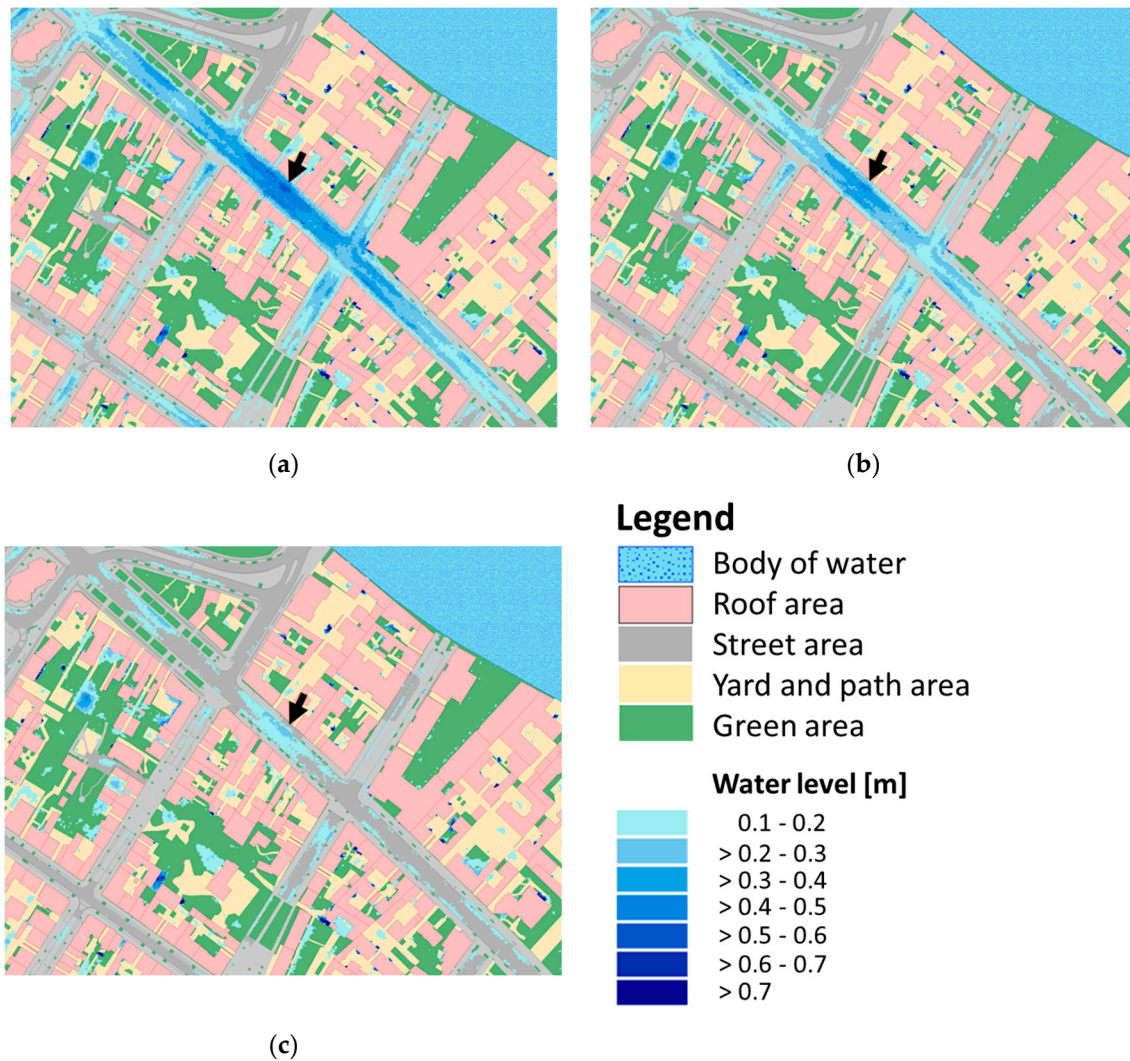 (a)
(b)
Legend
Body of water
Roof area
Street area
Yard and path area
Green area
Water level [m]
0.1 - 0.2
> 0.2 - 0.3
> 0.3 - 0.4
> 0.4 - 0.5
> 0.5 - 0.6
> 0.6 - 0.7
> 0.7
(c)